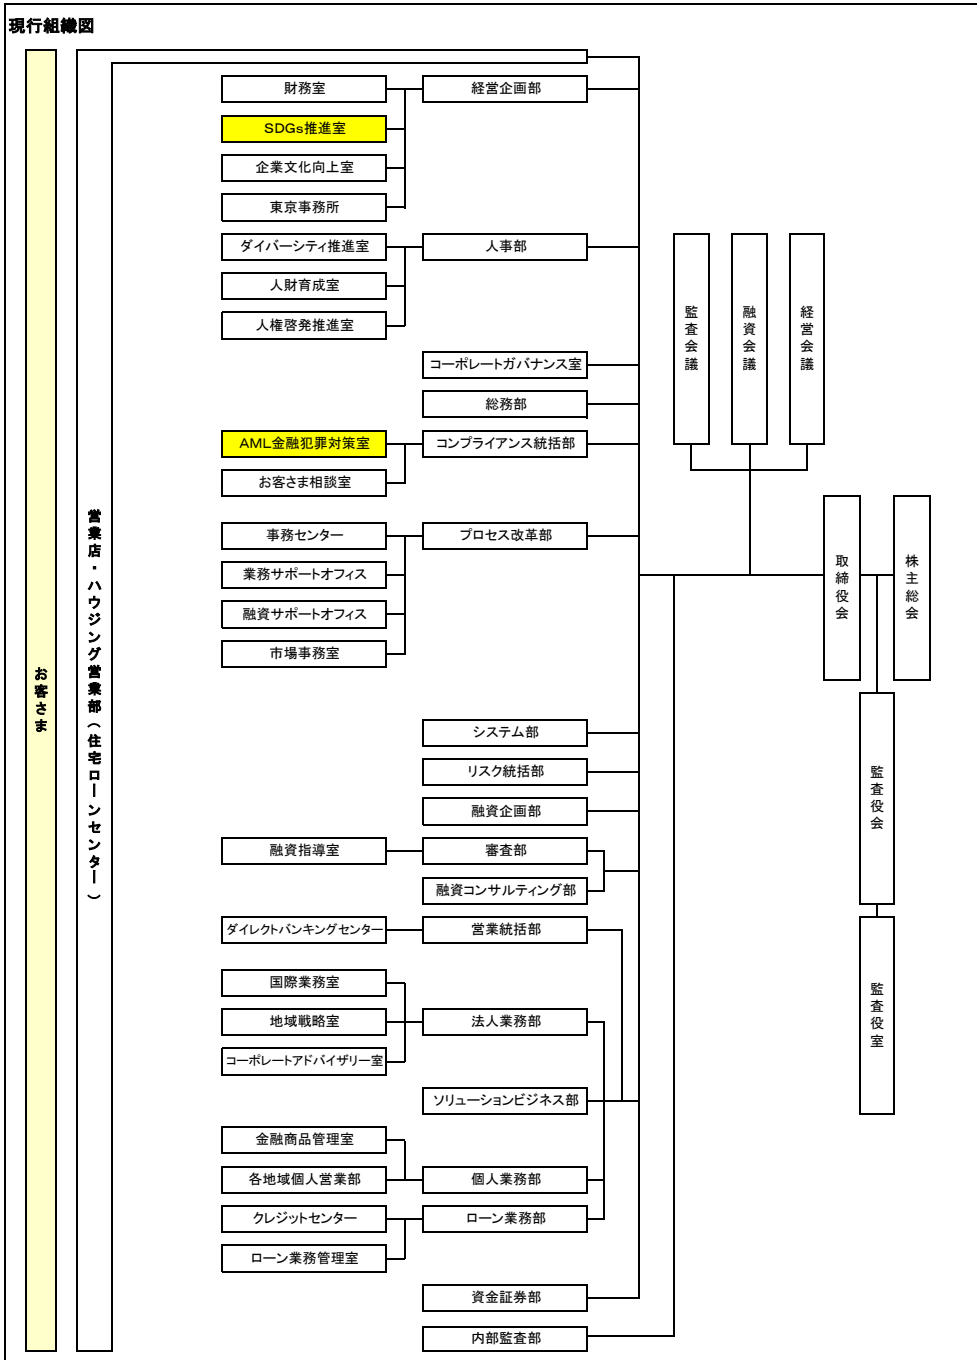 現行組織図
財務室
経営企画部
SDGs推進室
企業文化向上室
東京事務所
ダイバーシティ推進室
人事部
人財育成室
人権啓発推進室
監査会議
融資会議
経営会議
コーポレートガバナンス室
総務部
AML金融犯罪対策室
コンプライアンス統括部
お客さま相談室
事務センター
プロセス改革部
業務サポートオフィス
融資サポートオフィス
市場事務室
取締役会
株主総会
お客さま
営業店・ハウジング営業部(住宅ローンセンター)
システム部
リスク統括部
融資企画部
監査役会
融資指導室
審査部
融資コンサルティング部
ダイレクトバンキングセンター
営業統括部
国際業務室
地域戦略室
法人業務部
コーポレートアドバイザリー室
監査役室
ソリューションビジネス部
金融商品管理室
各地域個人営業部
個人業務部
クレジットセンター
ローン業務部
ローン業務管理室
資金証券部
内部監査部